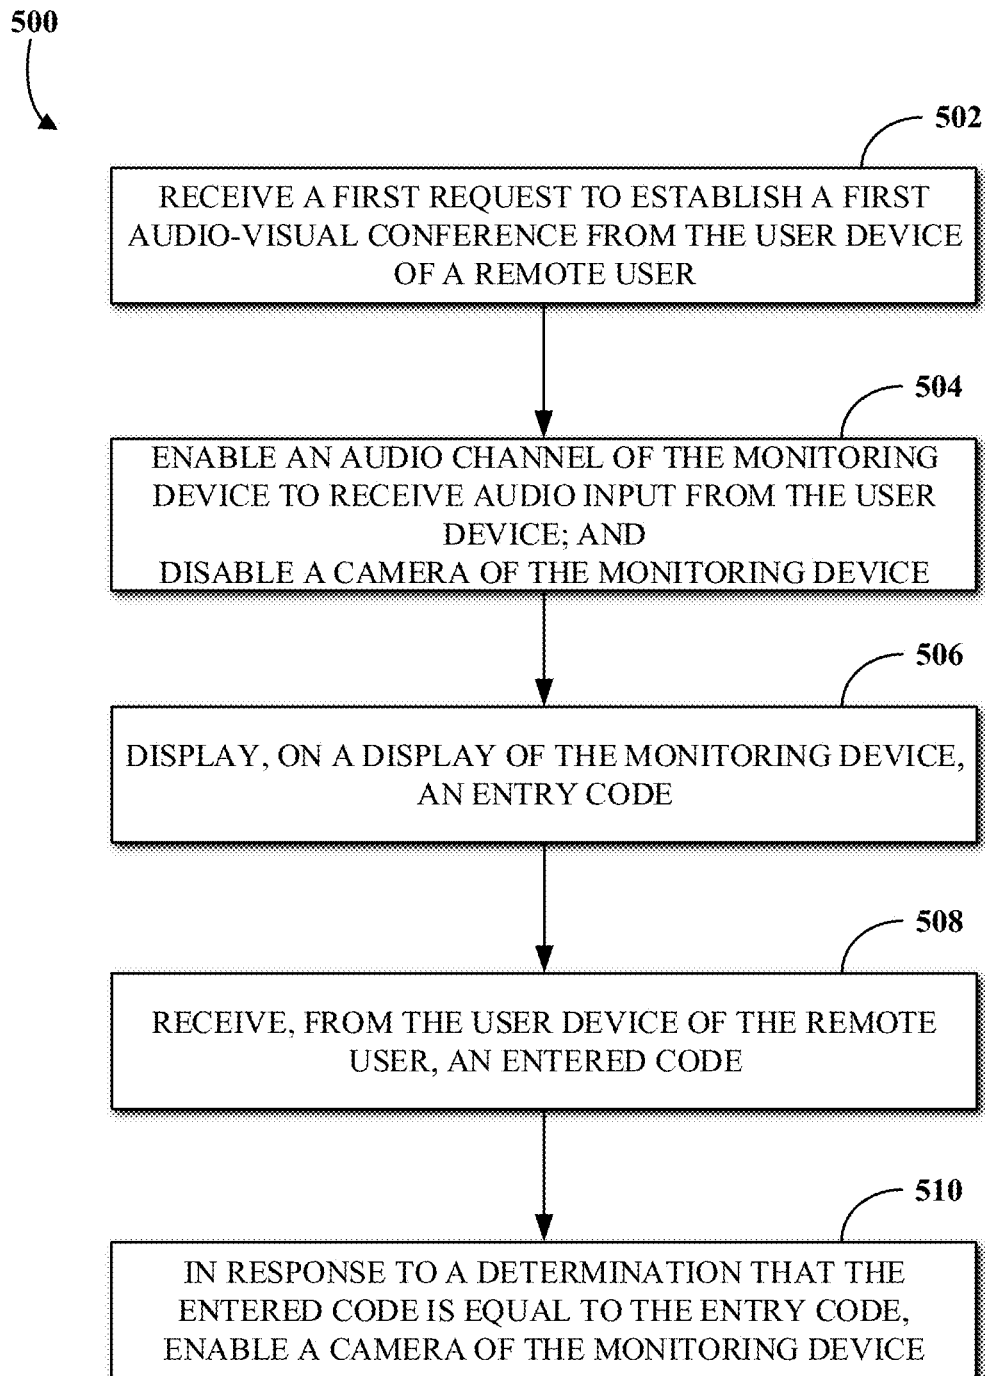 500
502
RECEIVE A FIRST REQUEST TO ESTABLISH A FIRST
AUDIO-VISUAL CONFERENCE FROM THE USER DEVICE
OF A REMOTE USER
504
ENABLE AN AUDIO CHANNEL OF THE MONITORING
DEVICE TO RECEIVE AUDIO INPUT FROM THE USER
DEVICE; AND
DISABLE A CAMERA OF THE MONITORING DEVICE
506
DISPLAY, ON A DISPLAY OF THE MONITORING DEVICE,
AN ENTRY CODE
508
RECEIVE, FROM THE USER DEVICE OF THE REMOTE
USER, AN ENTERED CODE
510
IN RESPONSE TO A DETERMINATION THAT THE
ENTERED CODE IS EQUAL TO THE ENTRY CODE,
ENABLE A CAMERA OF THE MONITORING DEVICE